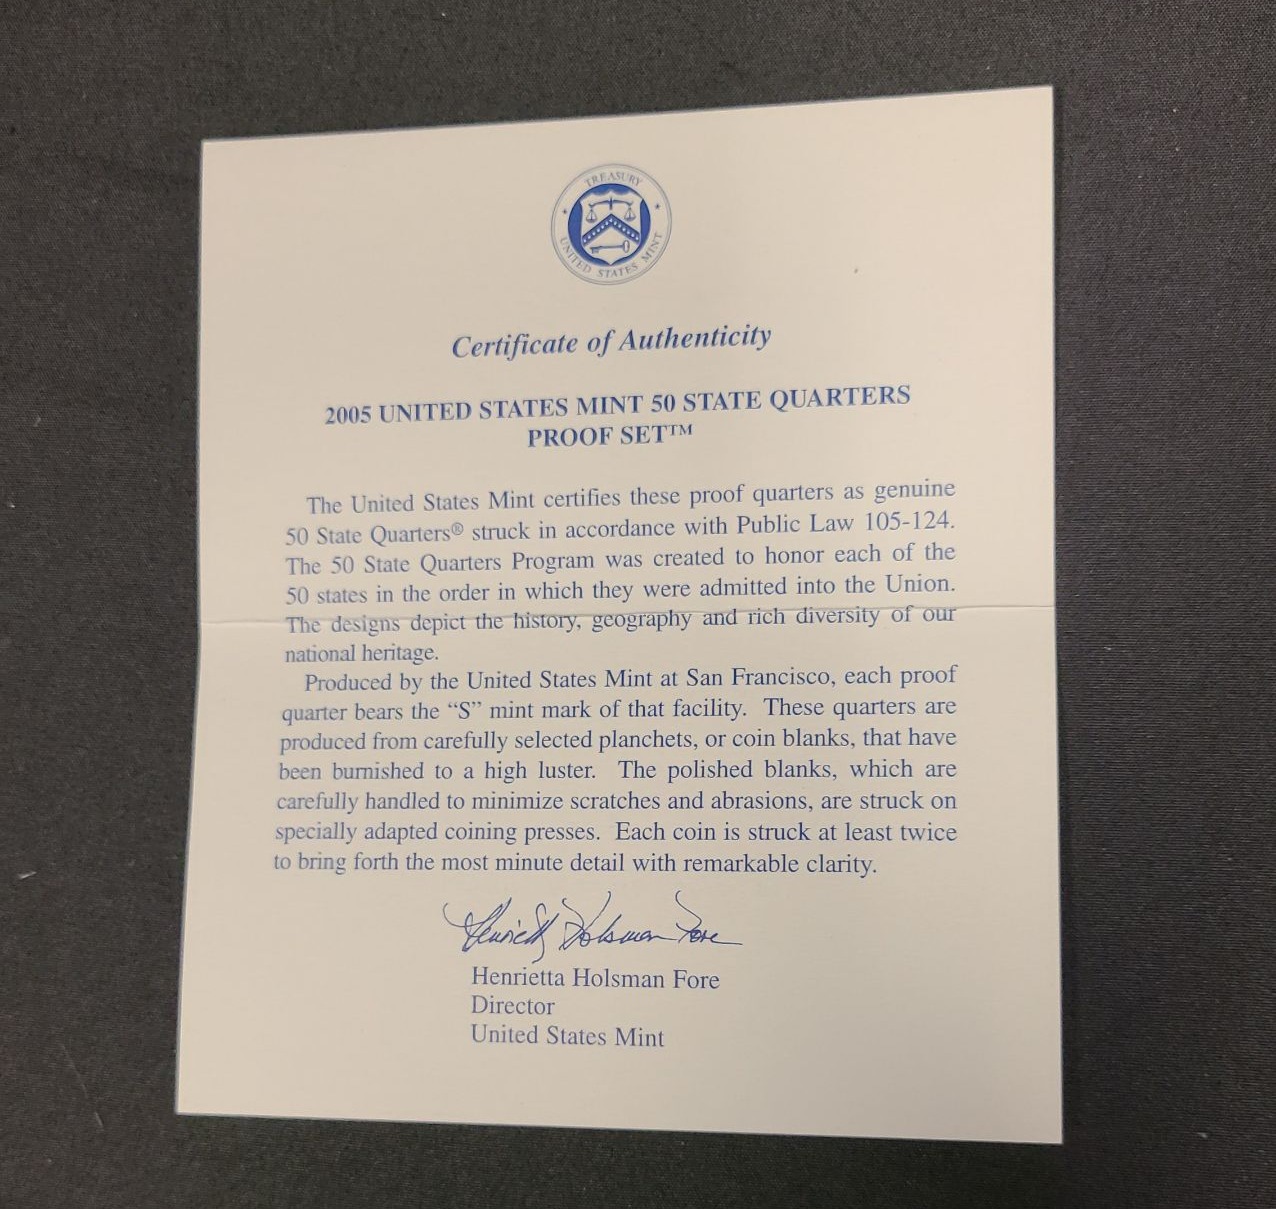 TREASURY
UNITED STATES MINT
Certificate of Authenticity
2005 UNITED STATES MINT 50 STATE QUARTERS
PROOF SET™
The United States Mint certifies these proof quarters as genuine
50 State Quarters® struck in accordance with Public Law 105-124.
The 50 State Quarters Program was created to honor each of the
50 states in the order in which they were admitted into the Union.
The designs depict the history, geography and rich diversity of our
national heritage.
Produced by the United States Mint at San Francisco, each proof
quarter bears the “S” mint mark of that facility. These quarters are
produced from carefully selected planchets, or coin blanks, that have
been burnished to a high luster. The polished blanks, which are
carefully handled to minimize scratches and abrasions, are struck on
specially adapted coining presses. Each coin is struck at least twice
to bring forth the most minute detail with remarkable clarity.
Henrietta Holsman Fore
Henrietta Holsman Fore
Director
United States Mint